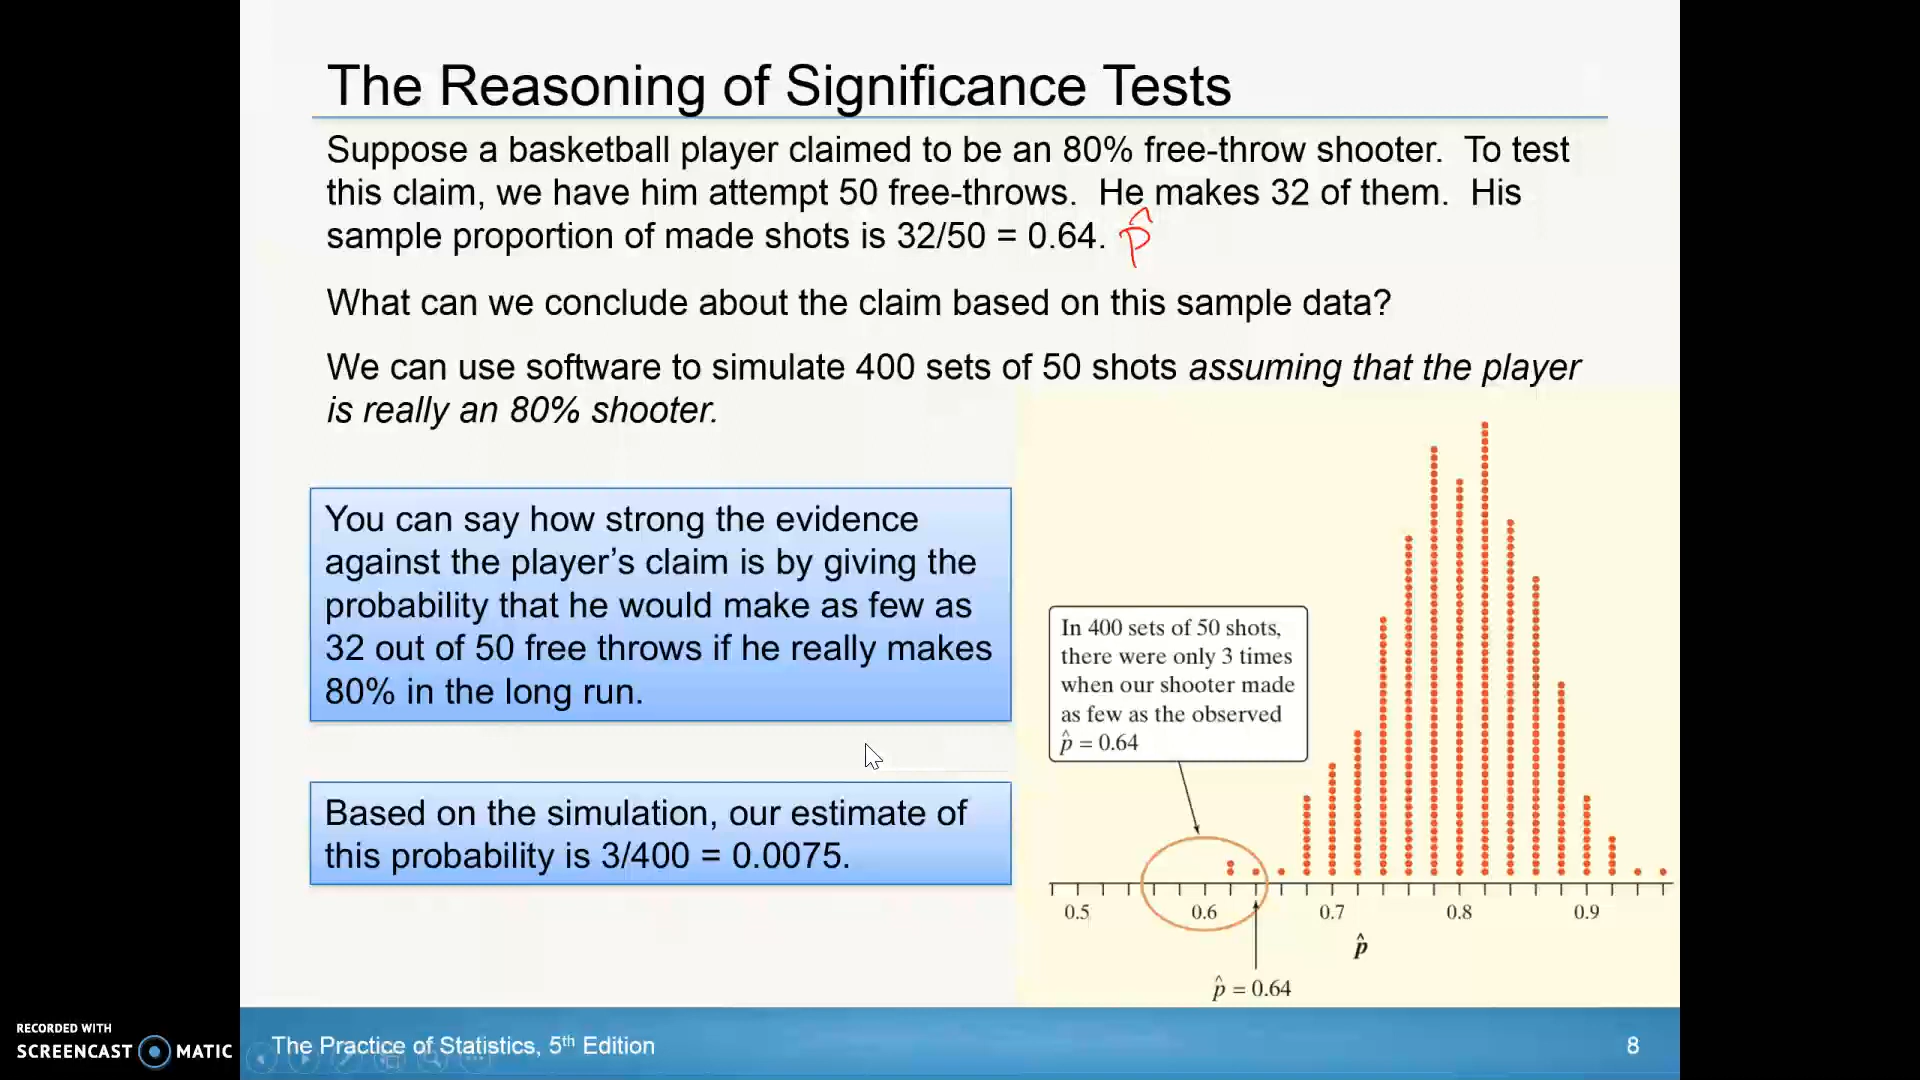 The Reasoning of Significance Tests
Suppose a basketball player claimed to be an 80% free-throw shooter. To test
this claim, we have him attempt 50 free-throws. He makes 32 of them. His
sample proportion of made shots is 32/50 = 0.64. p̂
What can we conclude about the claim based on this sample data?
We can use software to simulate 400 sets of 50 shots assuming that the player
is really an 80% shooter.
You can say how strong the evidence
against the player’s claim is by giving the
probability that he would make as few as
32 out of 50 free throws if he really makes
80% in the long run.
Based on the simulation, our estimate of
this probability is 3/400 = 0.0075.
In 400 sets of 50 shots,
there were only 3 times
when our shooter made
as few as the observed
p̂ = 0.64
0.5 0.6 0.7 0.8 0.9
p̂
p̂ = 0.64
RECORDED WITH
SCREENCAST MATIC
The Practice of Statistics, 5th Edition
8